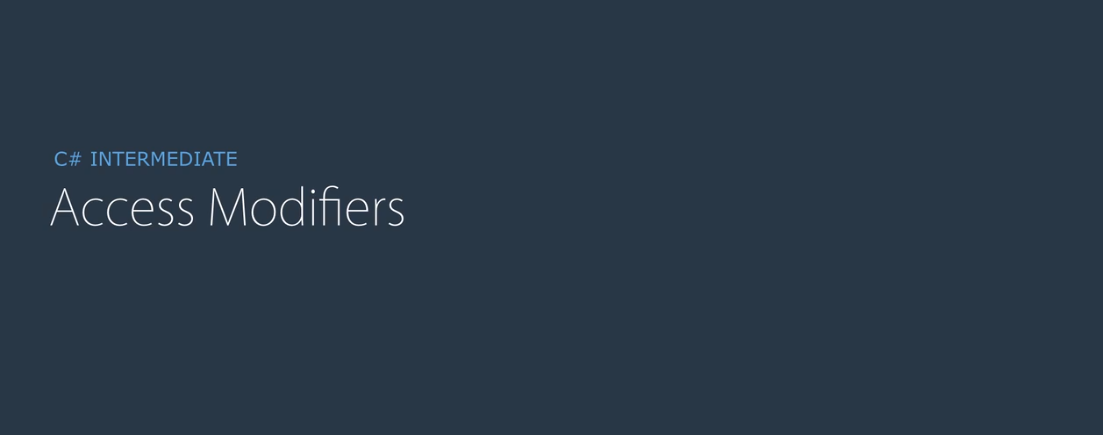 C# INTERMEDIATE
Access Modifiers